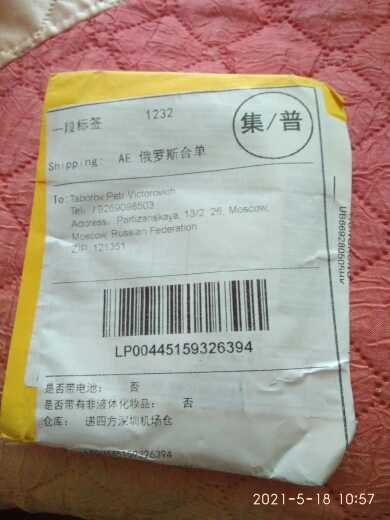 一段标签 1232
集/普
Shipping: AE 俄罗斯合单
To: Taborov Petr Victorovich
Tel: /9269096503
Address: Partizanskaya, 13/2. 26, Moscow,
Moscow, Russian Federation
ZIP: 121351
LP00445159326394
是否带电池: 否
是否带有非液体化妆品: 否
仓库: 递四方深圳机场仓
LP00445159326394
2021-5-18 10:57